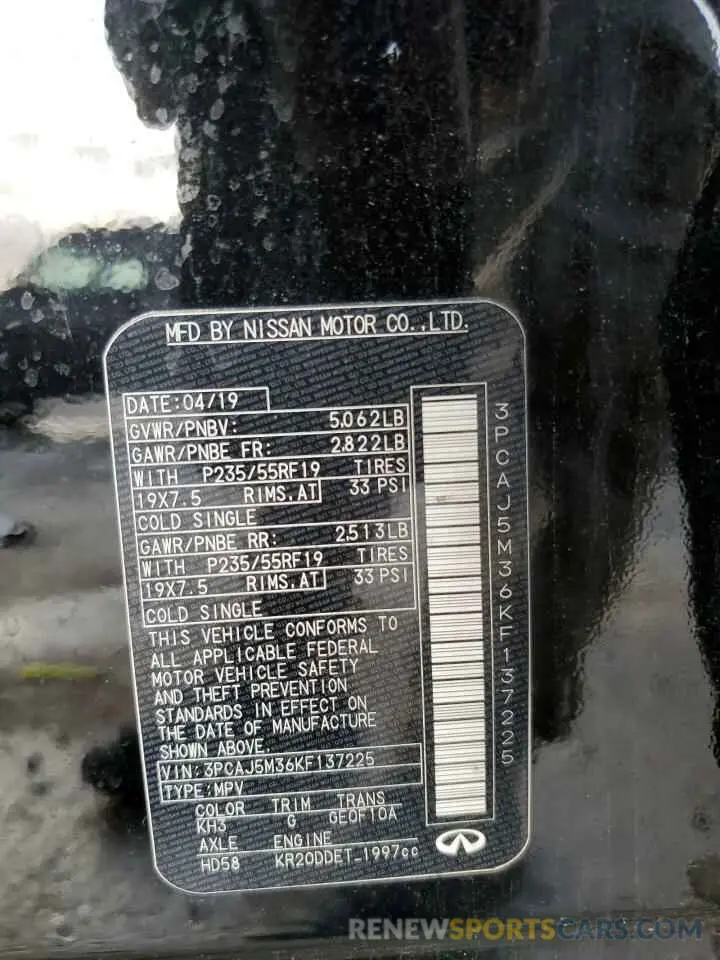 MFD BY NISSAN MOTOR CO.,LTD.
DATE:04/19
GVWR/PNBV: 5.062LB
GAWR/PNBE FR: 2.822LB
WITH P235/55RF19 TIRES
19X7.5 RIMS.AT 33 PSI
COLD SINGLE
GAWR/PNBE RR: 2.513LB
WITH P235/55RF19 TIRES
19X7.5 RIMS.AT 33 PSI
COLD SINGLE
THIS VEHICLE CONFORMS TO
ALL APPLICABLE FEDERAL
MOTOR VEHICLE SAFETY
AND THEFT PREVENTION
STANDARDS IN EFFECT ON
THE DATE OF MANUFACTURE
SHOWN ABOVE.
VIN:3PCAJ5M36KF137225
TYPE:MPV
COLOR TRIM TRANS
KH3 G GE0F10A
AXLE ENGINE
HD58 KR20DDET-1997cc
3PCAJ5M36KF137225
RENEWSPORTSCARS.COM